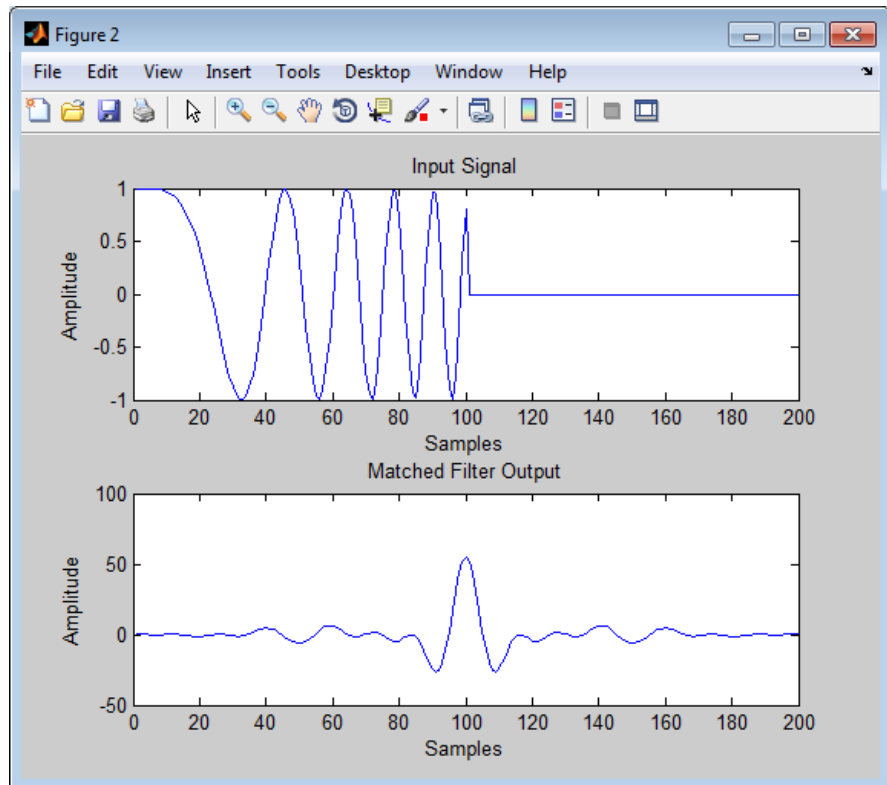 Figure 2
File Edit View Insert Tools Desktop Window Help
Input Signal
1
0.5
0
-0.5
-1
Amplitude
0 20 40 60 80 100 120 140 160 180 200
Samples
Matched Filter Output
100
50
0
-50
Amplitude
0 20 40 60 80 100 120 140 160 180 200
Samples